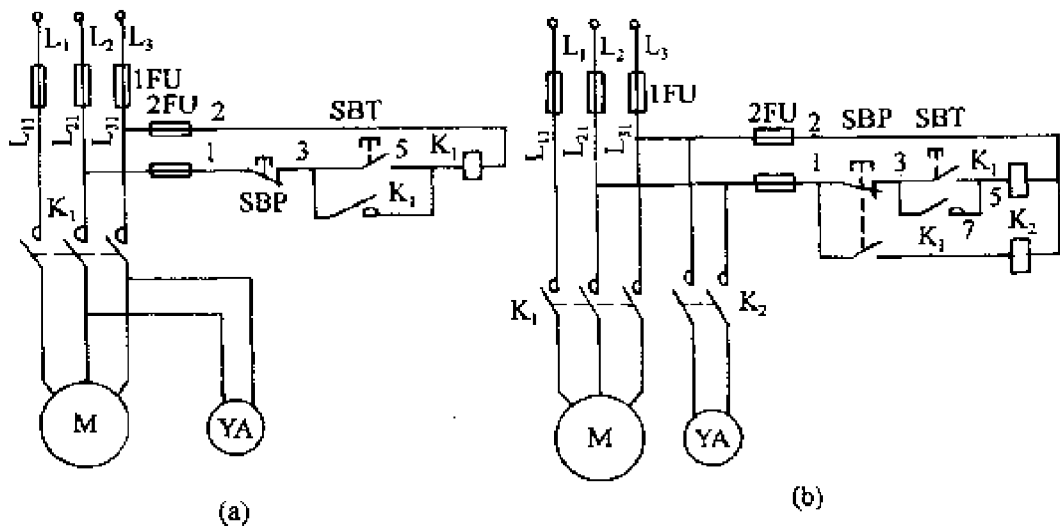 L₁ L₂ L₃
1FU
2FU 2 SBT
L₁₁ L₂₁ L₃₁
1 3 5 K₁
SBP K₁
K₁
M YA
(a)
L₁ L₂ L₃
1FU
2FU 2 SBP SBT
L₁₁ L₂₁ L₃₁
1 3 K₁
5
7 K₂
K₁
K₁ K₂
M YA
(b)